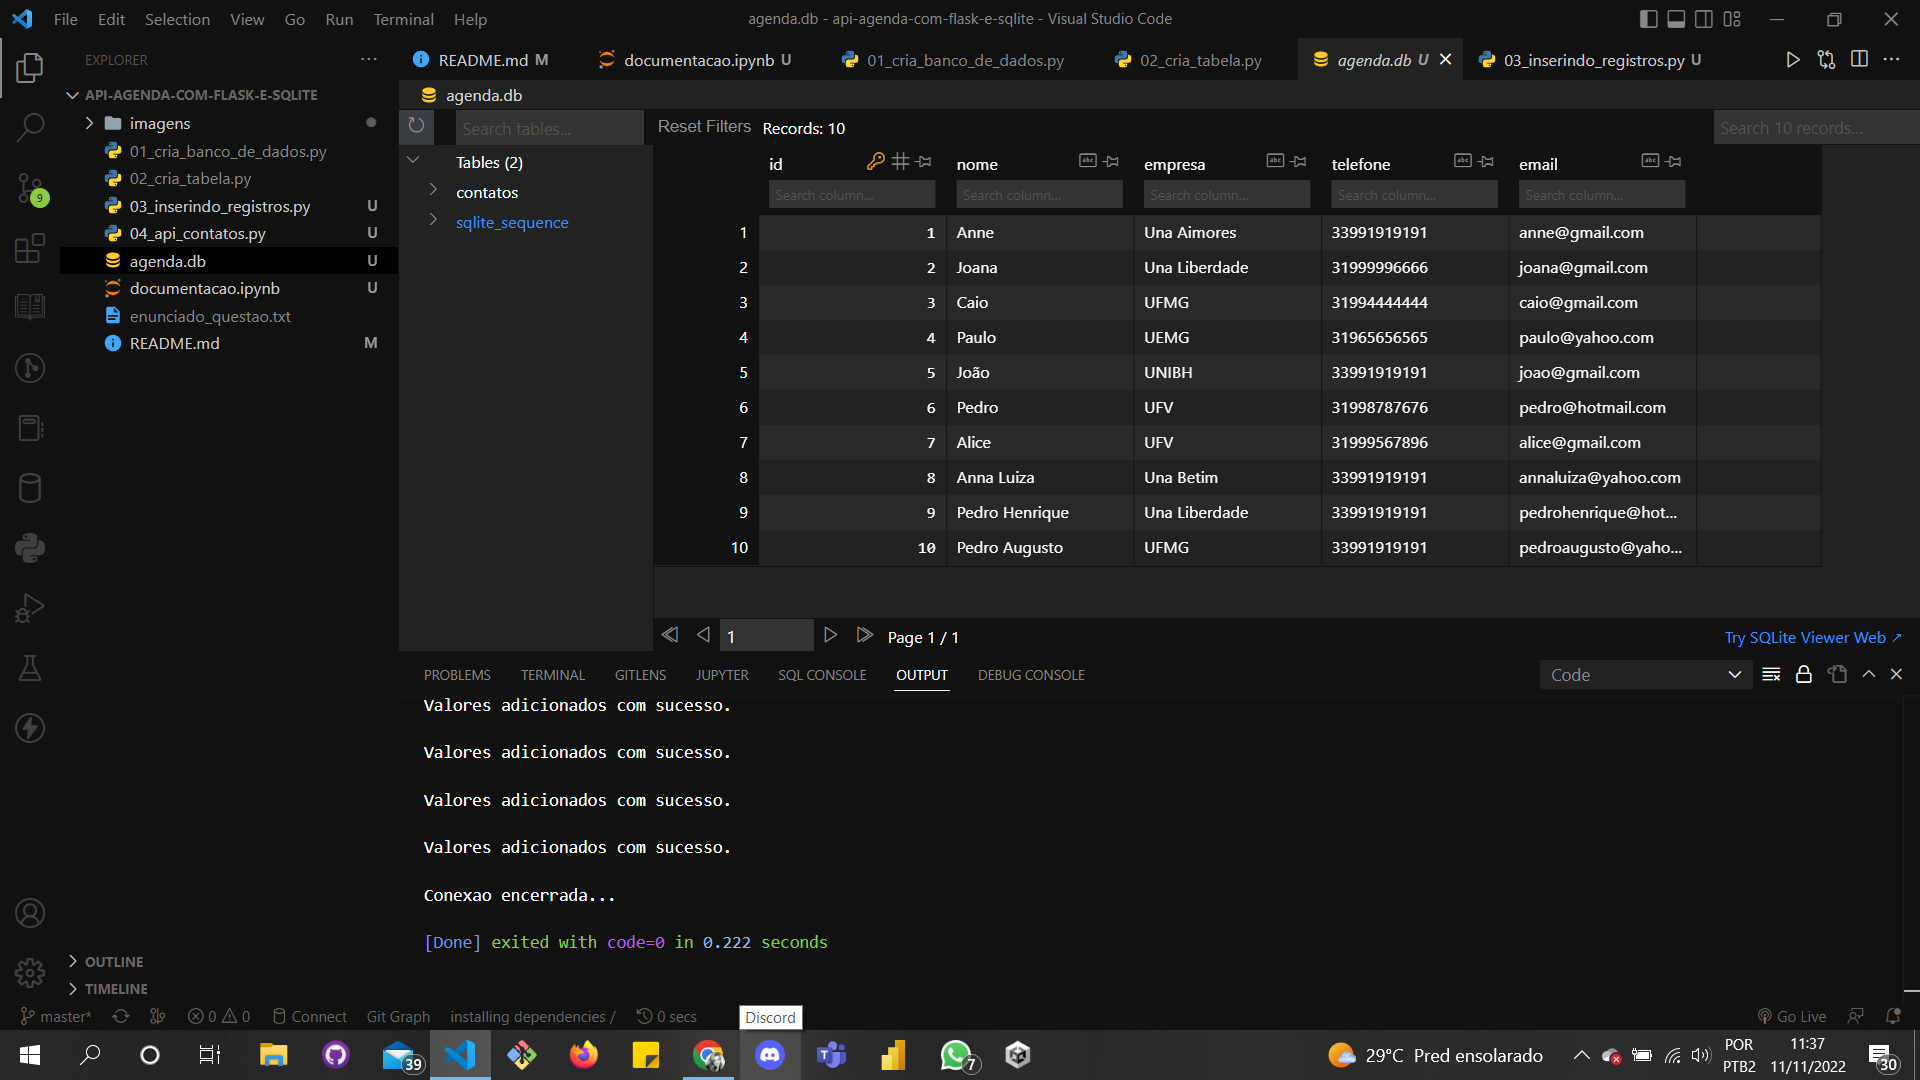 File Edit Selection View Go Run Terminal Help
agenda.db - api-agenda-com-flask-e-sqlite - Visual Studio Code
EXPLORER
API-AGENDA-COM-FLASK-E-SQLITE
imagens
01_cria_banco_de_dados.py
02_cria_tabela.py
03_inserindo_registros.py U
04_api_contatos.py U
agenda.db U
documentacao.ipynb U
enunciado_questao.txt
README.md M
9
OUTLINE
TIMELINE
README.md M documentacao.ipynb U 01_cria_banco_de_dados.py 02_cria_tabela.py agenda.db U 03_inserindo_registros.py U
agenda.db
Search tables... Reset Filters Records: 10 Search 10 records...
Tables (2)
contatos
sqlite_sequence
id nome empresa telefone email
Search column... Search column... Search column... Search column... Search column...
1 1 Anne Una Aimores 33991919191 anne@gmail.com
2 2 Joana Una Liberdade 31999996666 joana@gmail.com
3 3 Caio UFMG 31994444444 caio@gmail.com
4 4 Paulo UEMG 31965656565 paulo@yahoo.com
5 5 João UNIBH 33991919191 joao@gmail.com
6 6 Pedro UFV 31998787676 pedro@hotmail.com
7 7 Alice UFV 31999567896 alice@gmail.com
8 8 Anna Luiza Una Betim 33991919191 annaluiza@yahoo.com
9 9 Pedro Henrique Una Liberdade 33991919191 pedrohenrique@hot...
10 10 Pedro Augusto UFMG 33991919191 pedroaugusto@yaho...
1 Page 1 / 1 Try SQLite Viewer Web ↗
PROBLEMS TERMINAL GITLENS JUPYTER SQL CONSOLE OUTPUT DEBUG CONSOLE Code
Valores adicionados com sucesso.
Valores adicionados com sucesso.
Valores adicionados com sucesso.
Valores adicionados com sucesso.
Conexao encerrada...
[Done] exited with code=0 in 0.222 seconds
master* 0 0 Connect Git Graph installing dependencies / 0 secs Go Live
Discord
39 7 29°C Pred ensolarado POR PTB2 11:37 11/11/2022 30